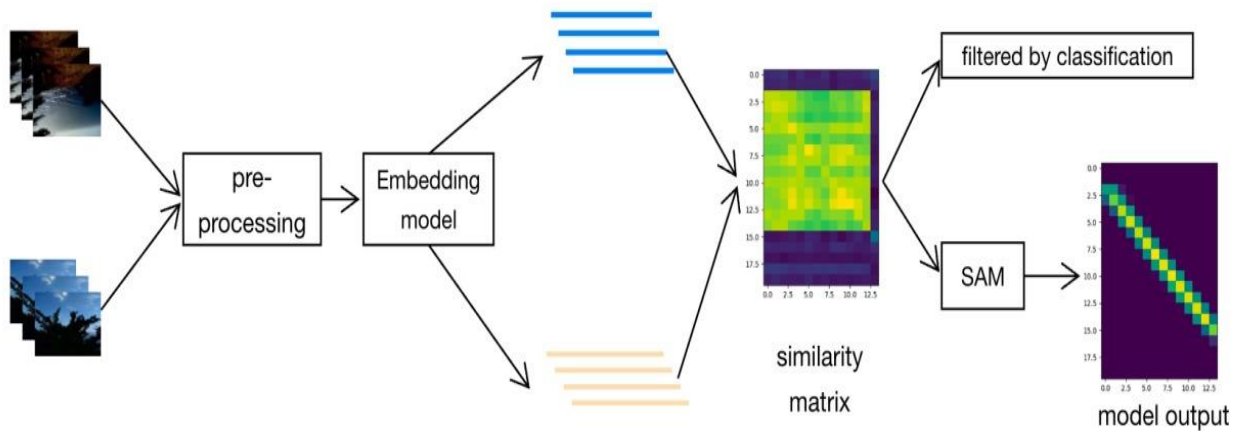 pre-
processing
Embedding
model
0.0
2.5
5.0
7.5
10.0
12.5
15.0
17.5
0.0 2.5 5.0 7.5 10.0 12.5
similarity
matrix
filtered by classification
SAM
0.0
2.5
5.0
7.5
10.0
12.5
15.0
17.5
0.0 2.5 5.0 7.5 10.0 12.5
model output